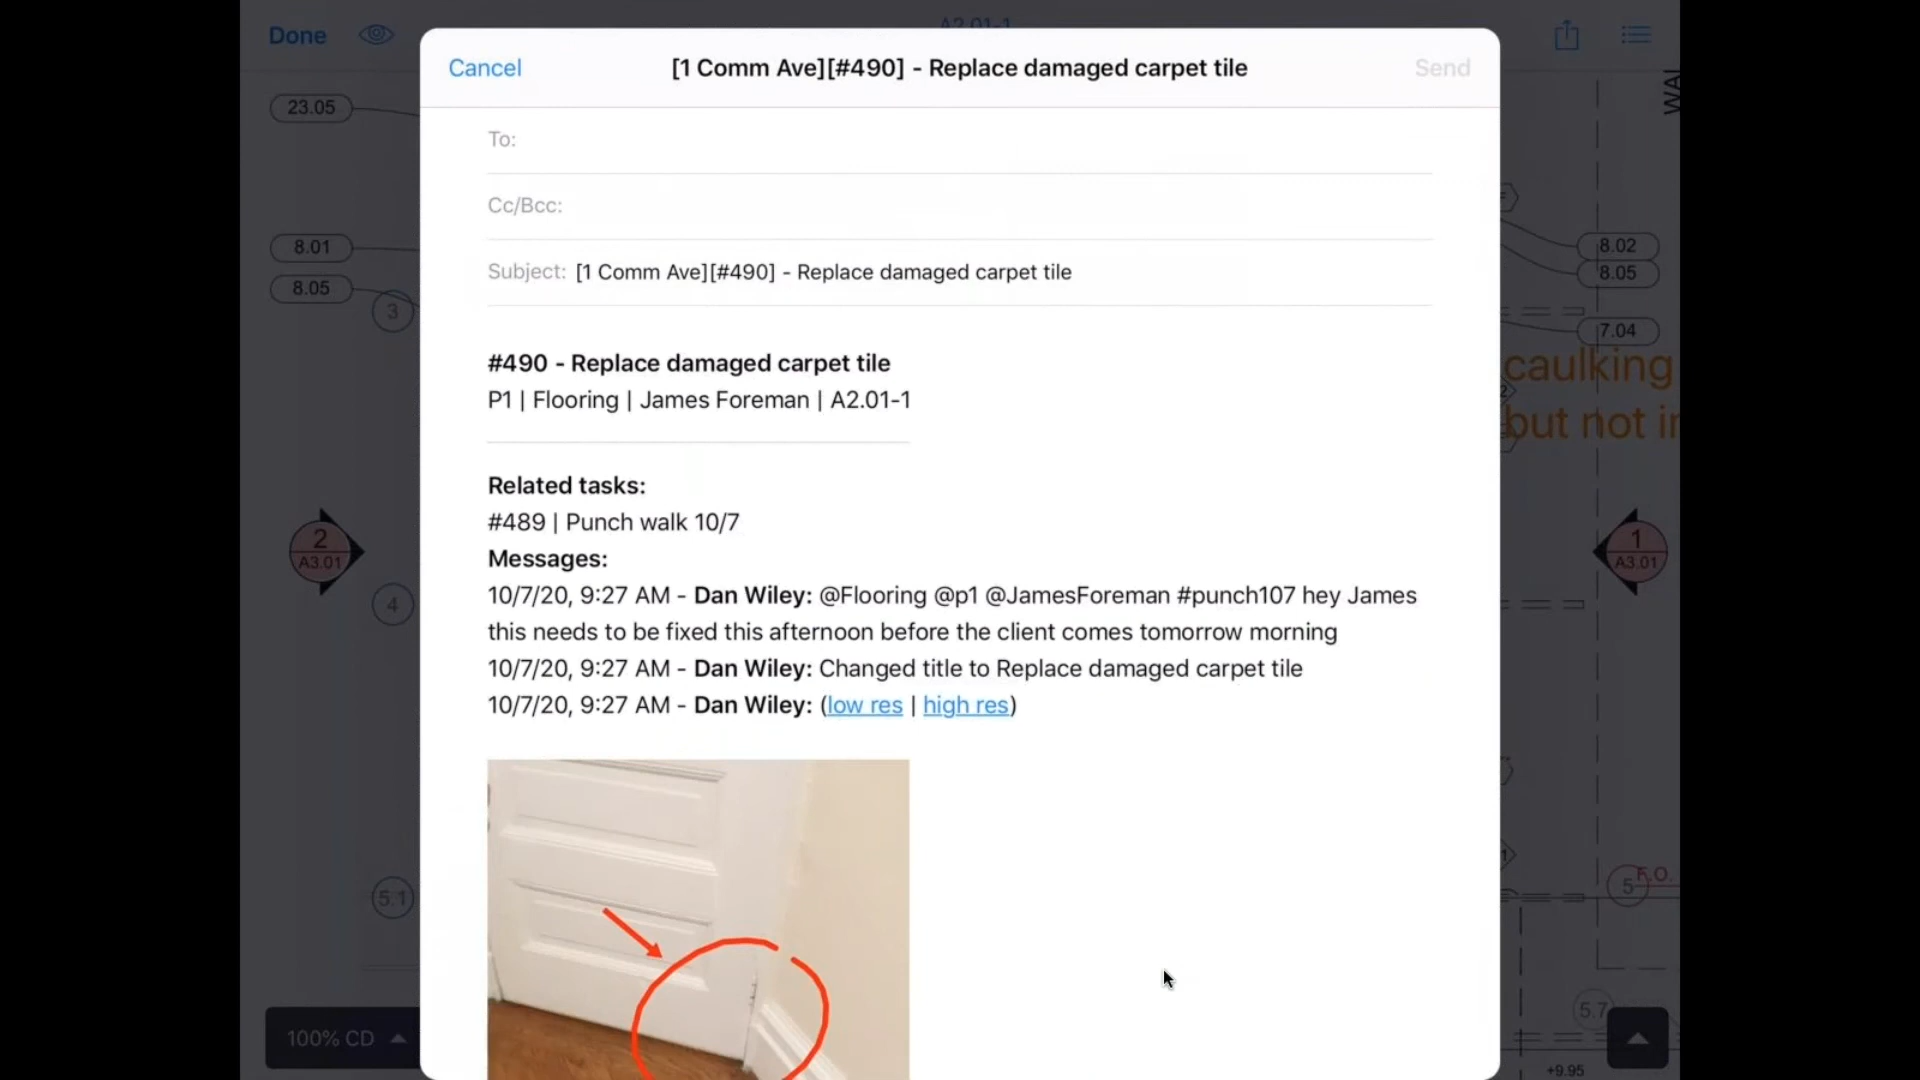 Done
A2.01-1
Cancel
[1 Comm Ave][#490] - Replace damaged carpet tile
Send
To:
Cc/Bcc:
Subject: [1 Comm Ave][#490] - Replace damaged carpet tile
#490 - Replace damaged carpet tile
P1 | Flooring | James Foreman | A2.01-1
Related tasks:
#489 | Punch walk 10/7
Messages:
10/7/20, 9:27 AM - Dan Wiley: @Flooring @p1 @JamesForeman #punch107 hey James
this needs to be fixed this afternoon before the client comes tomorrow morning
10/7/20, 9:27 AM - Dan Wiley: Changed title to Replace damaged carpet tile
10/7/20, 9:27 AM - Dan Wiley: (low res | high res)
23.05
8.01
8.05
3
2
A3.01
4
5.1
100% CD
WA
8.02
8.05
7.04
caulking
but not
1
A3.01
5
F.O.
5.7
+9.95